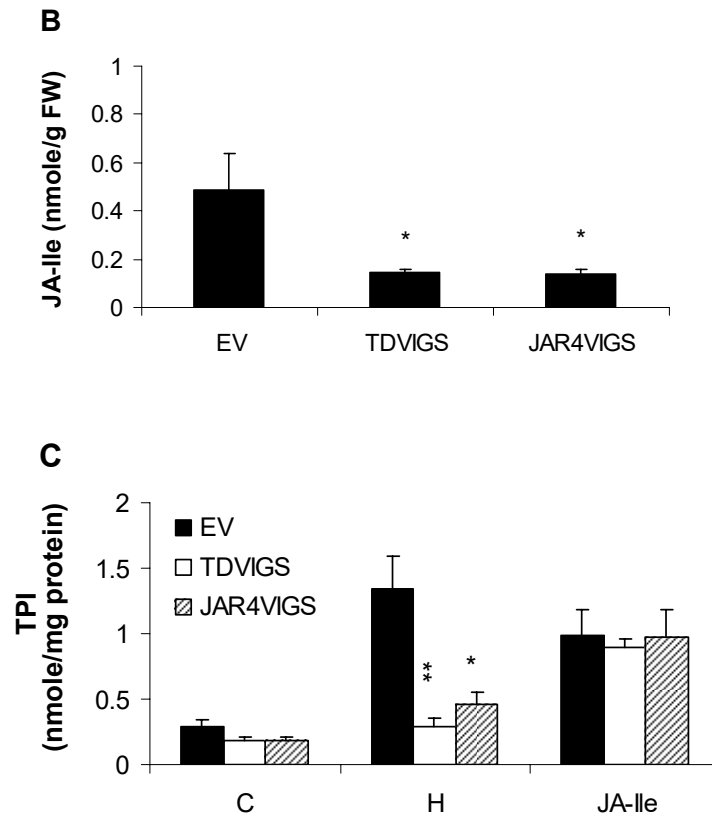 B
JA-Ile (nmole/g FW)
1
0.8
0.6
0.4
0.2
0
*
*
EV TDVIGS JAR4VIGS
C
TPI
(nmole/mg protein)
2
1.5
1
0.5
0
EV
TDVIGS
JAR4VIGS
**
*
C H JA-Ile